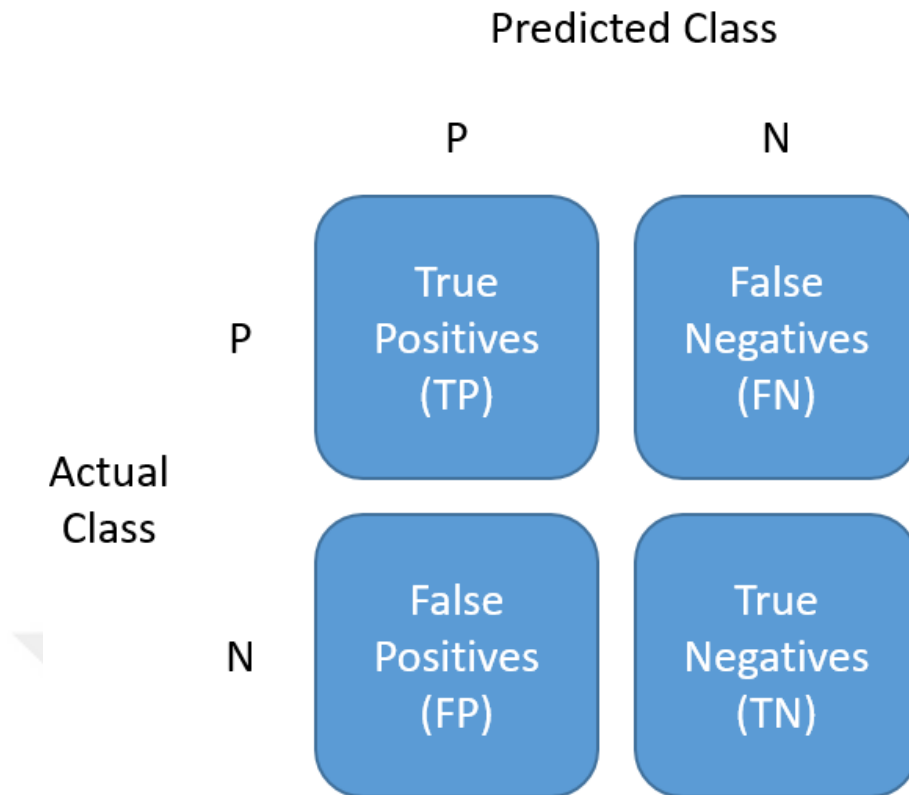 Predicted Class
P
N
P
True
Positives
(TP)
False
Negatives
(FN)
Actual
Class
N
False
Positives
(FP)
True
Negatives
(TN)